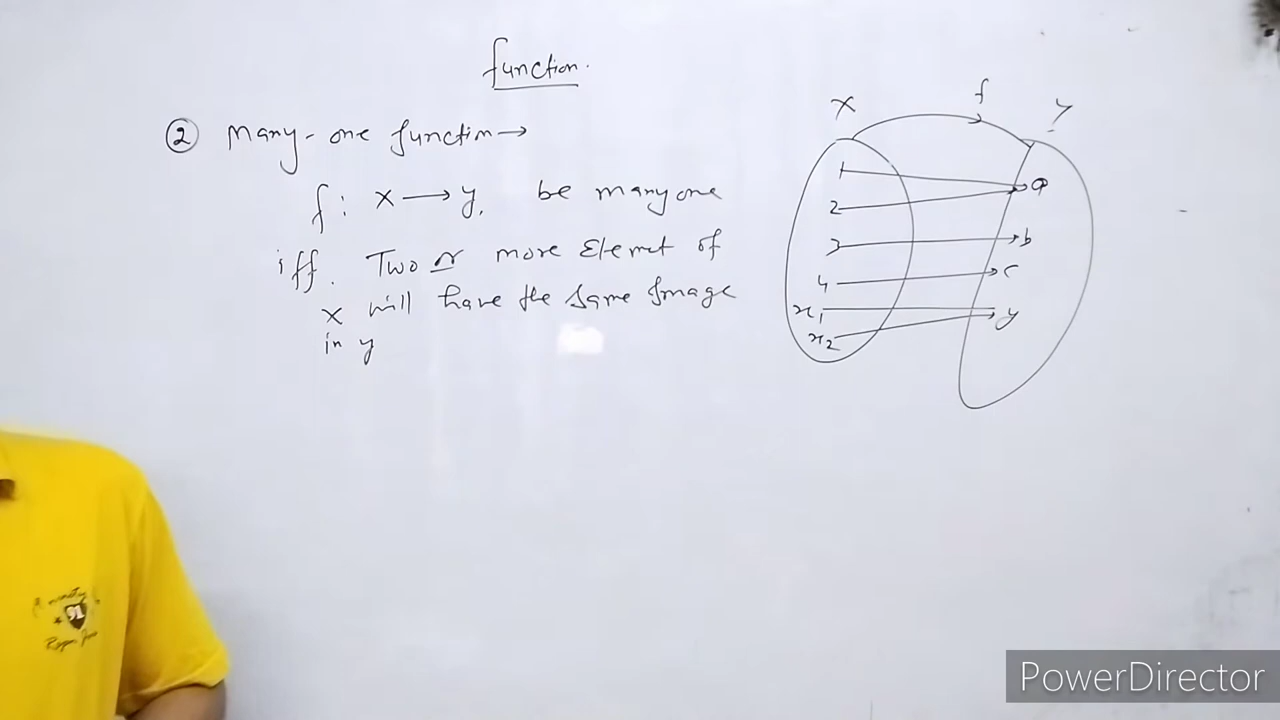 function.
② Many-one function→
f: X ⟶ y, be many one
iff. Two or more Elemet of
x will have the same Image
in y
X f Y
1 a
2
3 b
4 c
x₁ y
x₂
PowerDirector